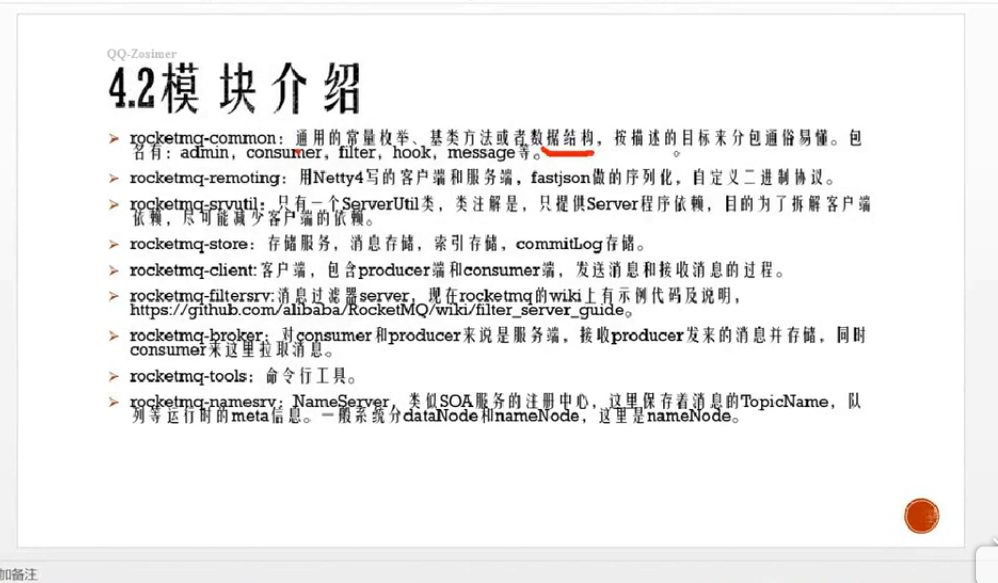 QQ-Zosimer
4.2模块介绍
rocketmq-common：通用的常量枚举、基类方法或者数据结构，按描述的目标来分包通俗易懂。包
名有：admin，consumer，filter，hook，message等。
rocketmq-remoting：用Netty4写的客户端和服务端，fastjson做的序列化，自定义二进制协议。
rocketmq-srvutil：只有一个ServerUtil类，类注解是，只提供Server程序依赖，目的为了拆解客户端
依赖，尽可能减少客户端的依赖。
rocketmq-store：存储服务，消息存储，索引存储，commitLog存储。
rocketmq-client:客户端，包含producer端和consumer端，发送消息和接收消息的过程。
rocketmq-filtersrv:消息过滤器server，现在rocketmq的wiki上有示例代码及说明，
https://github.com/alibaba/RocketMQ/wiki/filter_server_guide。
rocketmq-broker：对consumer和producer来说是服务端，接收producer发来的消息并存储，同时
consumer来这里拉取消息。
rocketmq-tools：命令行工具。
rocketmq-namesrv：NameServer，类似SOA服务的注册中心，这里保存着消息的TopicName，队
列等运行时的meta信息。一般系统分dataNode和nameNode，这里是nameNode。
加备注